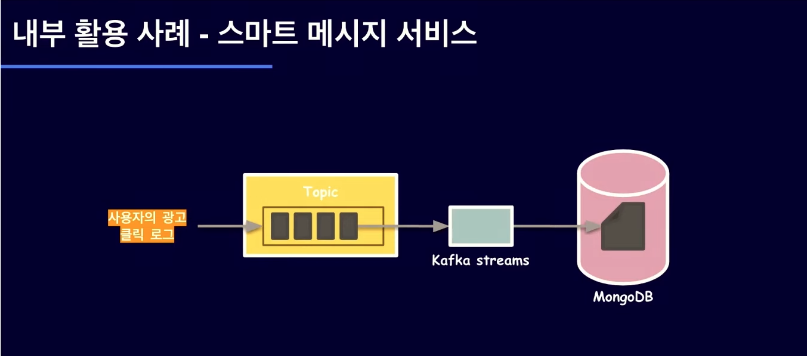 내부 활용 사례 - 스마트 메시지 서비스
Topic
사용자의 광고
클릭 로그
Kafka streams
MongoDB